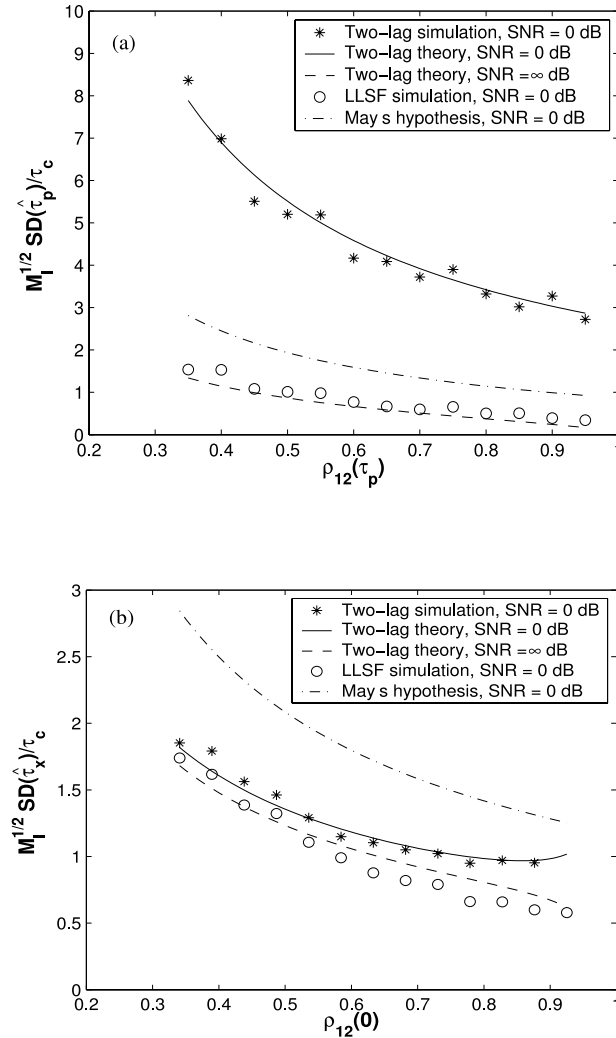 (a)
Two-lag simulation, SNR = 0 dB
Two-lag theory, SNR = 0 dB
Two-lag theory, SNR = ∞ dB
LLSF simulation, SNR = 0 dB
May s hypothesis, SNR = 0 dB
10
9
8
7
6
5
4
3
2
1
0
M_I^{1/2} SD(τ̂_p)/τ_c
0.2 0.3 0.4 0.5 0.6 0.7 0.8 0.9
ρ_12(τ_p)
(b)
Two-lag simulation, SNR = 0 dB
Two-lag theory, SNR = 0 dB
Two-lag theory, SNR = ∞ dB
LLSF simulation, SNR = 0 dB
May s hypothesis, SNR = 0 dB
3
2.5
2
1.5
1
0.5
0
M_I^{1/2} SD(τ̂_x)/τ_c
0.2 0.3 0.4 0.5 0.6 0.7 0.8 0.9
ρ_12(0)